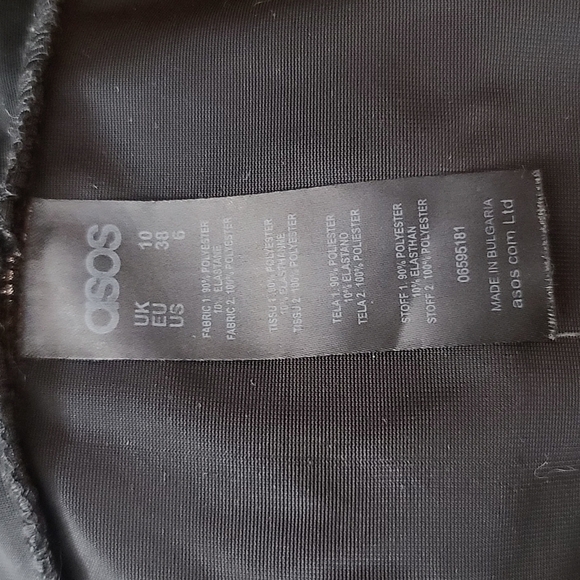 asos
UK 10
EU 38
US 6
FABRIC 1. 90% POLYESTER
10% ELASTANE
FABRIC 2. 100% POLYESTER
TISSU 1. 90% POLYESTER
10% ELASTHANNE
TISSU 2. 100% POLYESTER
TELA 1. 90% POLIESTER
10% ELASTANO
TELA 2. 100% POLIESTER
STOFF 1. 90% POLYESTER
10% ELASTHAN
STOFF 2. 100% POLYESTER
06595181
MADE IN BULGARIA
asos com Ltd